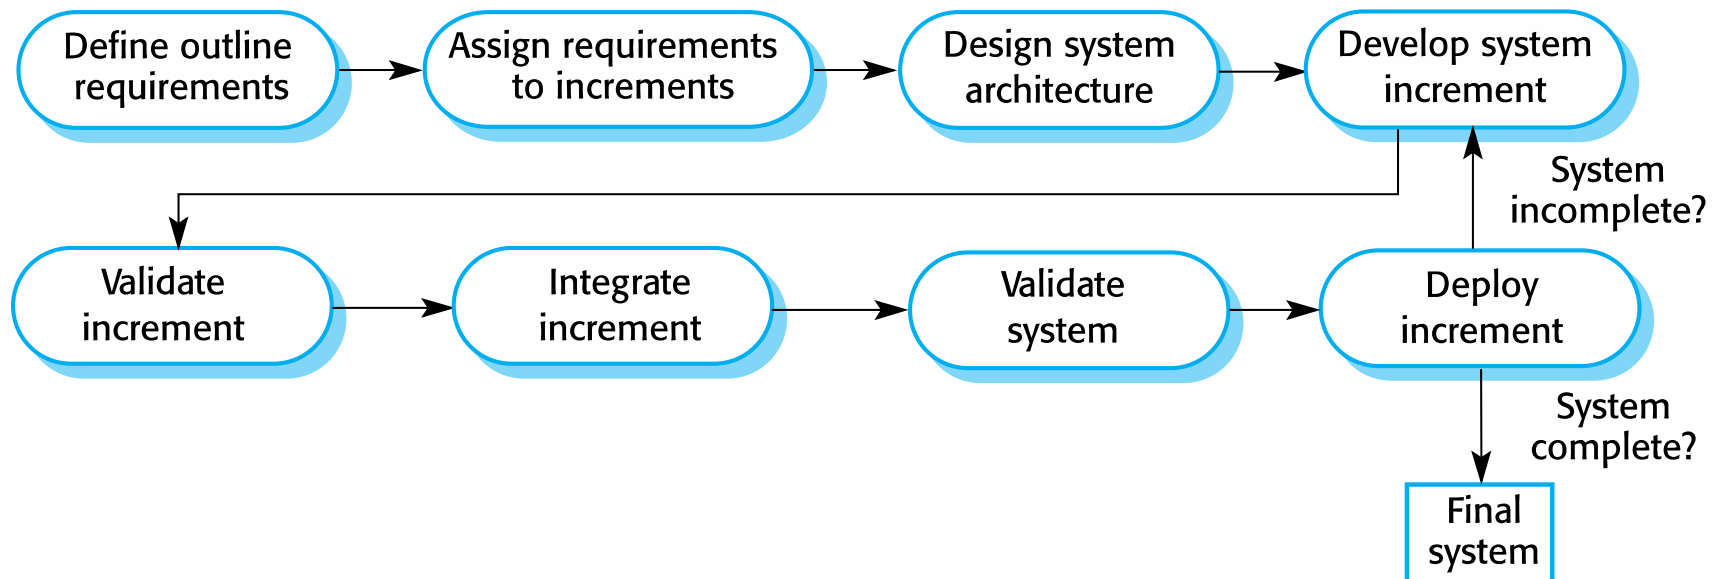 Define outline
requirements
Assign requirements
to increments
Design system
architecture
Develop system
increment
System
incomplete?
Validate
increment
Integrate
increment
Validate
system
Deploy
increment
System
complete?
Final
system